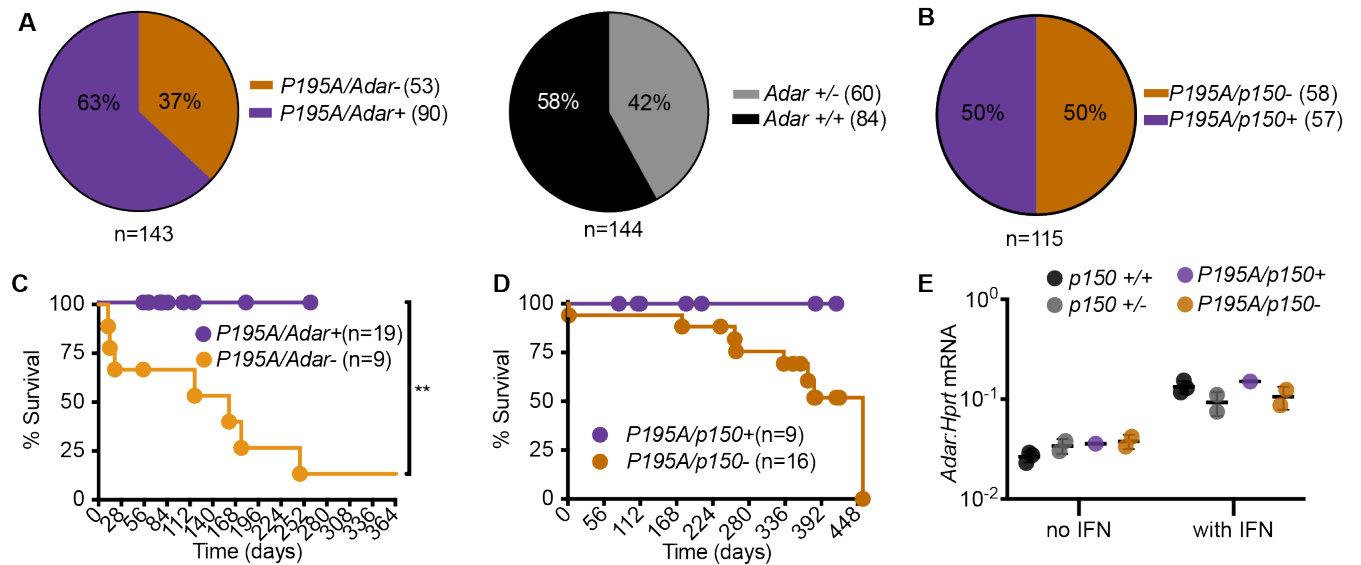 A
63%
37%
P195A/Adar- (53)
P195A/Adar+ (90)
n=143
58%
42%
Adar +/- (60)
Adar +/+ (84)
n=144
B
50%
50%
P195A/p150- (58)
P195A/p150+ (57)
n=115
C
% Survival
100
75
50
25
0
P195A/Adar+(n=19)
P195A/Adar- (n=9)
**
0 28 56 84 112 140 168 196 224 252 280 308 336 364
Time (days)
D
% Survival
100
75
50
25
0
P195A/p150+(n=9)
P195A/p150- (n=16)
0 56 112 168 224 280 336 392 448
Time (days)
E
p150 +/+
P195A/p150+
p150 +/-
P195A/p150-
Adar:Hprt mRNA
10⁰
10⁻¹
10⁻²
no IFN
with IFN